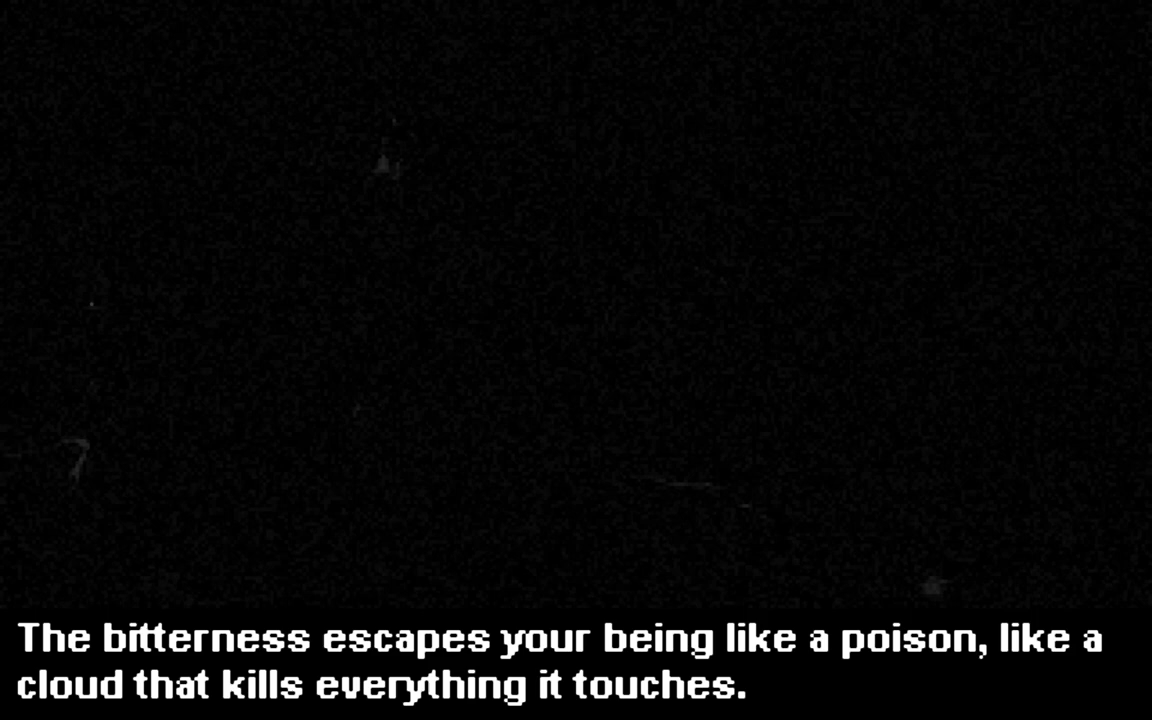 The bitterness escapes your being like a poison, like a
cloud that kills everything it touches.